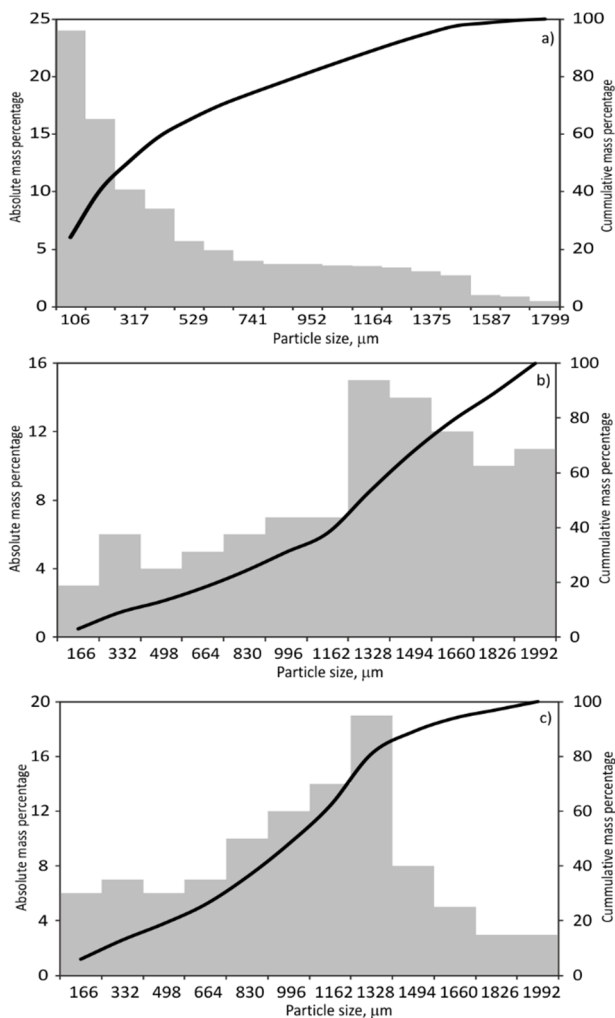 a)
Absolute mass percentage
25
20
15
10
5
0
Cummulative mass percentage
100
80
60
40
20
0
106 317 529 741 952 1164 1375 1587 1799
Particle size, μm
b)
Absolute mass percentage
16
12
8
4
0
Cummulative mass percentage
100
80
60
40
20
0
166 332 498 664 830 996 1162 1328 1494 1660 1826 1992
Particle size, μm
c)
Absolute mass percentage
20
16
12
8
4
0
Cummulative mass percentage
100
80
60
40
20
0
166 332 498 664 830 996 1162 1328 1494 1660 1826 1992
Particle size, μm